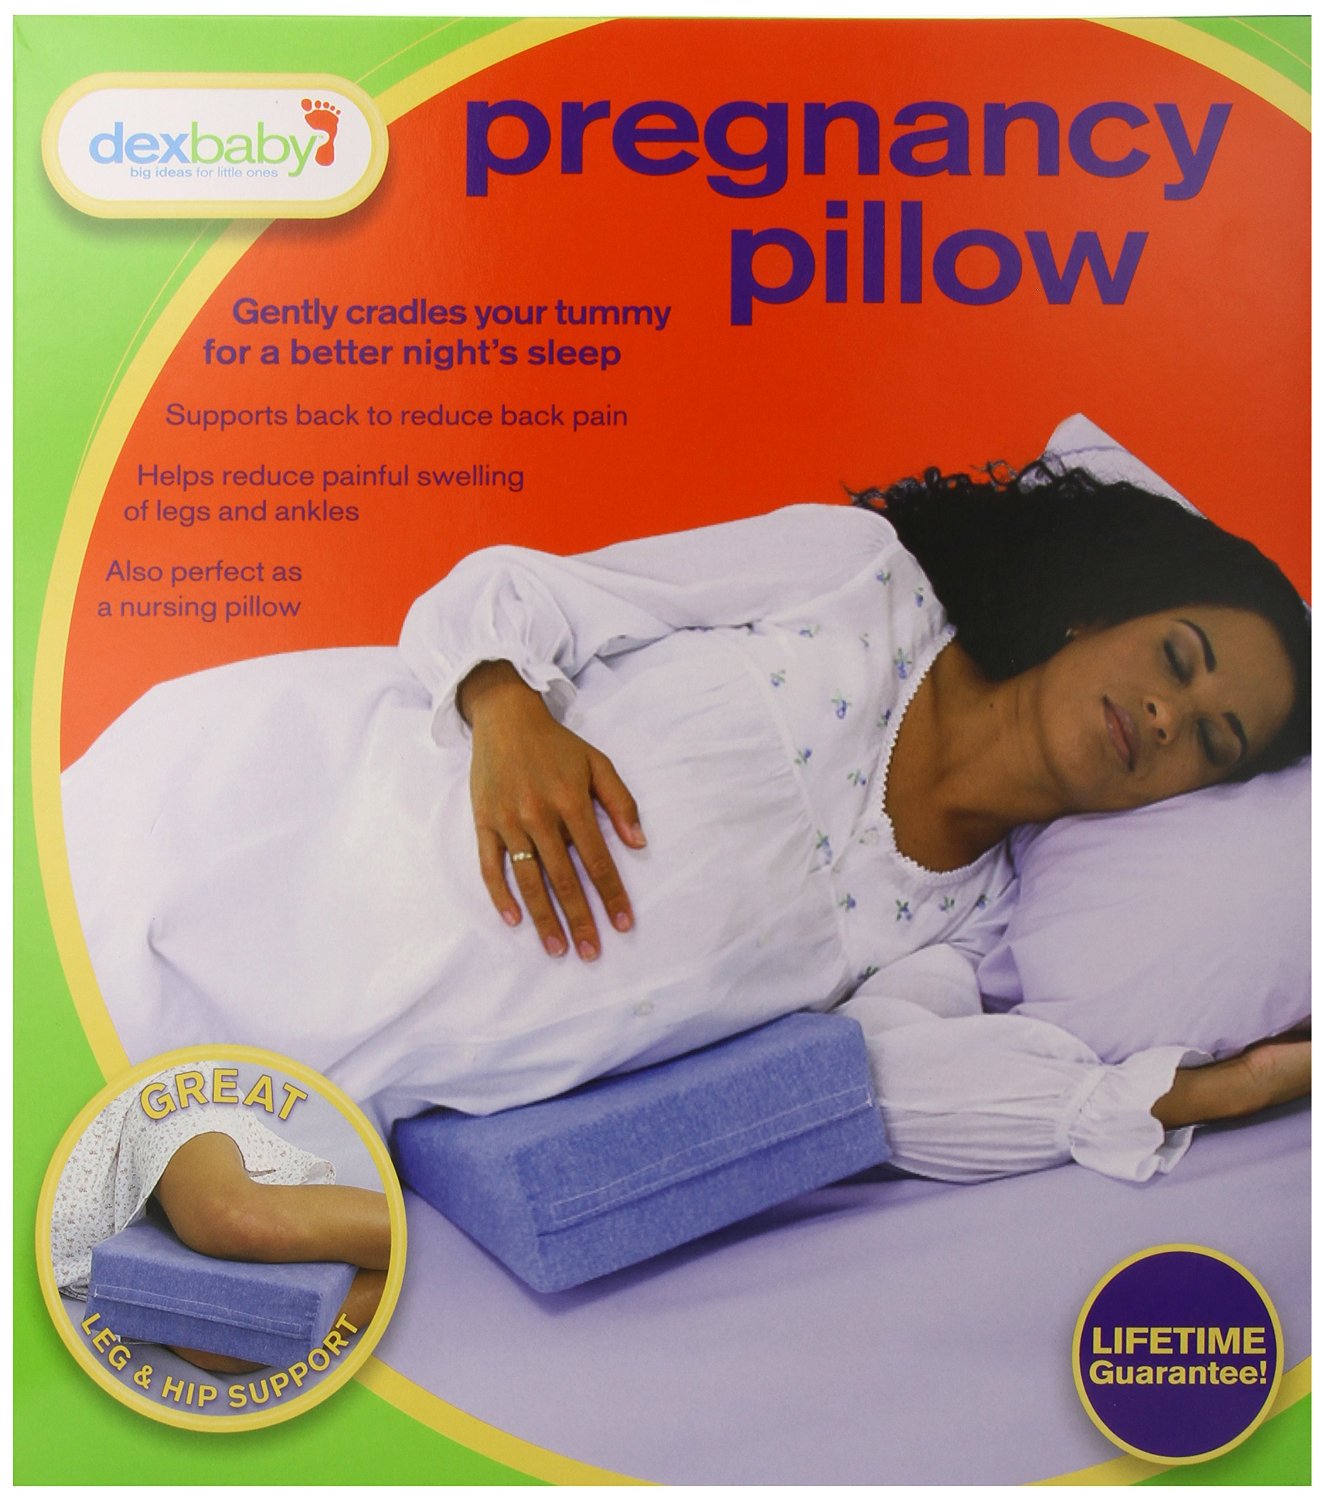 dexbaby
big ideas for little ones
pregnancy
pillow
Gently cradles your tummy
for a better night's sleep
Supports back to reduce back pain
Helps reduce painful swelling
of legs and ankles
Also perfect as
a nursing pillow
GREAT
LEG & HIP SUPPORT
LIFETIME
Guarantee!